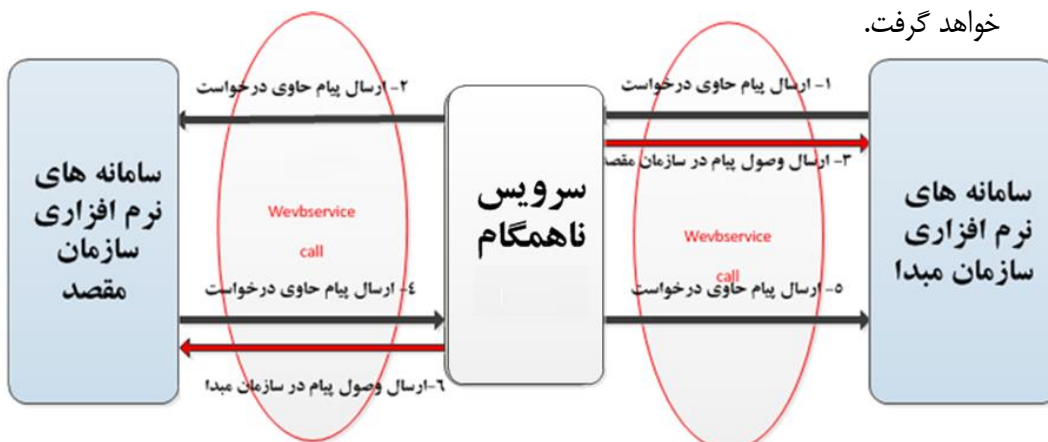 خواهد گرفت.
۱- ارسال پیام حاوی درخواست
۲- ارسال پیام حاوی درخواست
۳- ارسال وصول پیام در سازمان مقصد
سامانه های
نرم افزاری
سازمان مبدا
سرویس
ناهمگام
سامانه های
نرم افزاری
سازمان
مقصد
Wevbservice
call
Wevbservice
call
۴- ارسال پیام حاوی درخواست
۵- ارسال پیام حاوی درخواست
۶-ارسال وصول پیام در سازمان مبدا